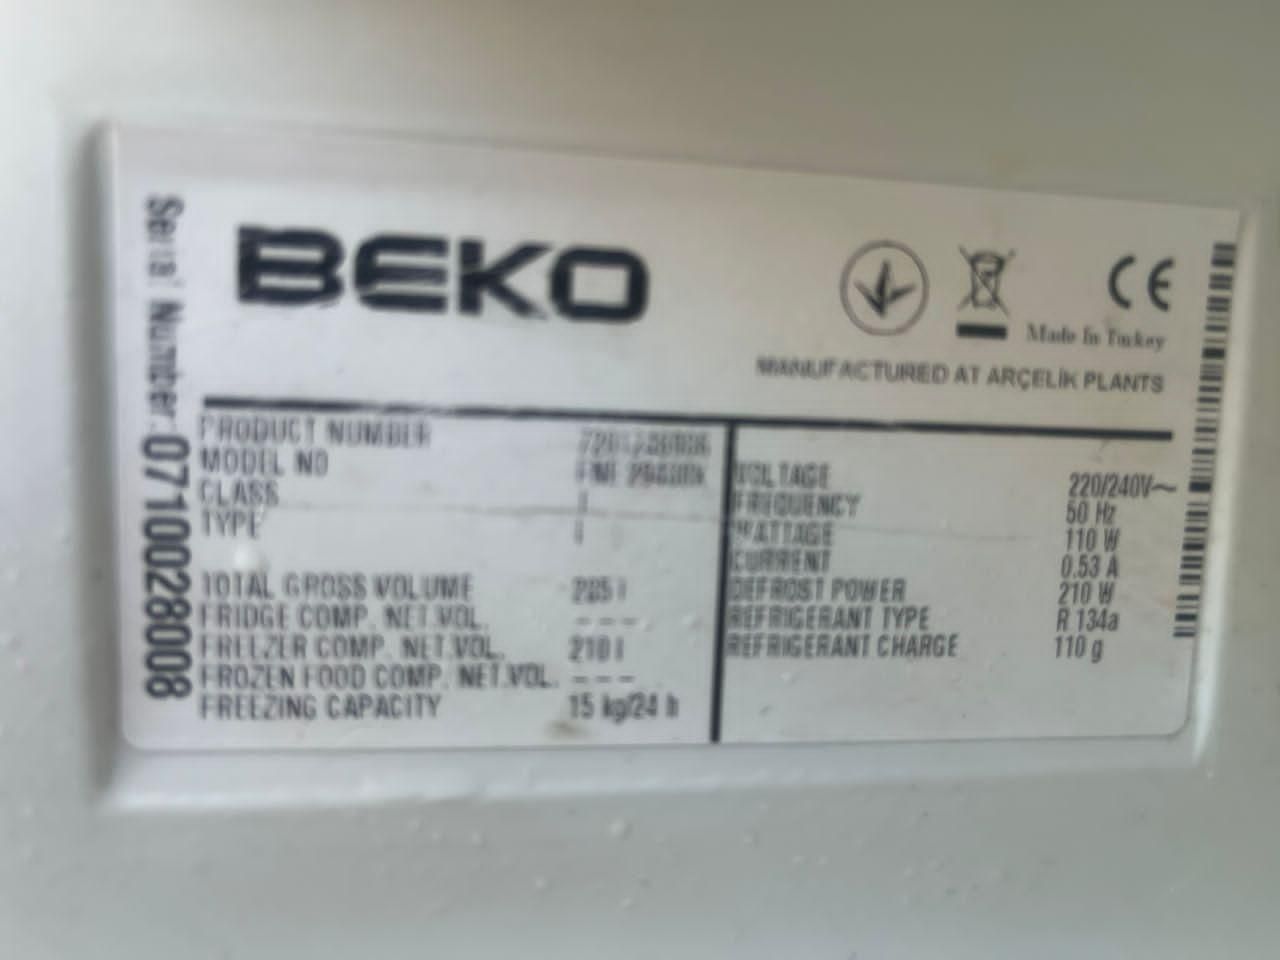 BEKO
CE
Made In Turkey
MANUFACTURED AT ARÇELİK PLANTS
Serial Number: 0710028008
PRODUCT NUMBER
MODEL NO
CLASS
TYPE I
TOTAL GROSS VOLUME
FRIDGE COMP. NET.VOL. ---
FREEZER COMP. NET.VOL. 210 l
FROZEN FOOD COMP. NET.VOL. ---
FREEZING CAPACITY 15 kg/24 h
VOLTAGE 220/240V~
FREQUENCY 50 Hz
WATTAGE 110 W
CURRENT 0.53 A
DEFROST POWER 210 W
REFRIGERANT TYPE R 134a
REFRIGERANT CHARGE 110 g